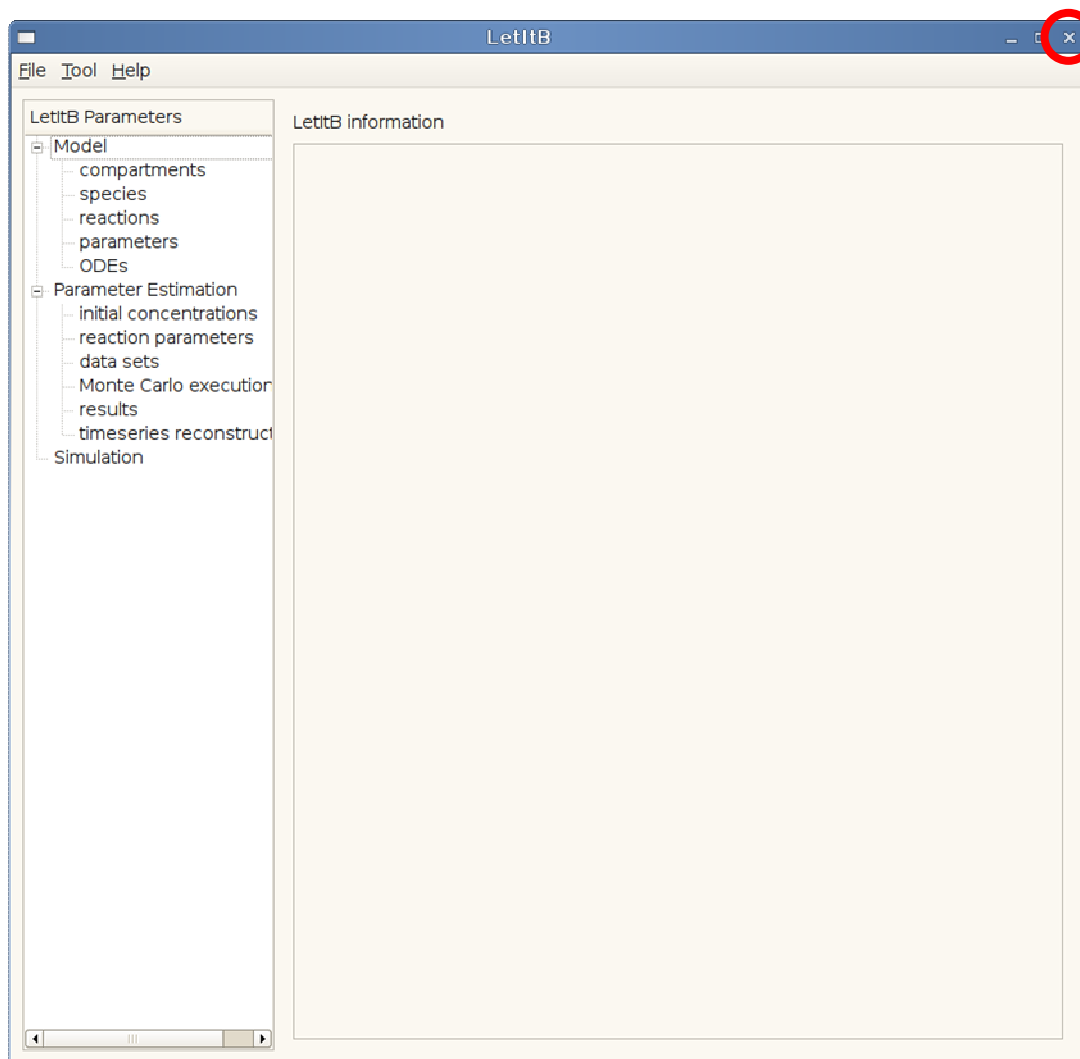 LetItB
File Tool Help
LetItB Parameters
LetItB information
Model
compartments
species
reactions
parameters
ODEs
Parameter Estimation
initial concentrations
reaction parameters
data sets
Monte Carlo execution
results
timeseries reconstruct
Simulation